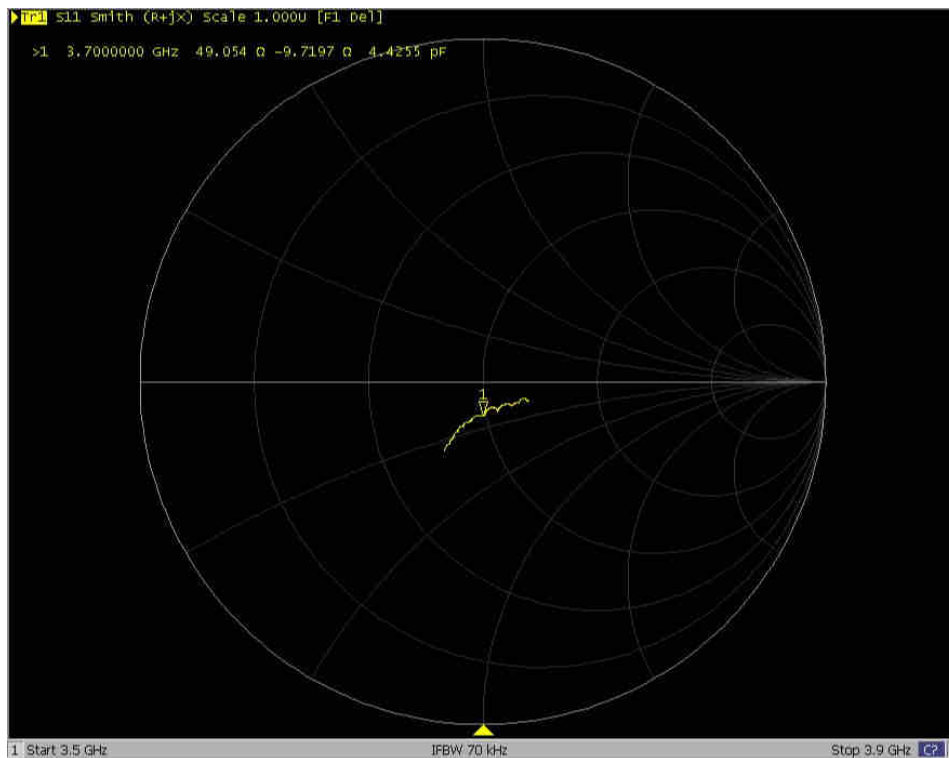 Tr1 S11 Smith (R+jX) Scale 1.000U [F1 Del]
>1 3.7000000 GHz 49.054 Ω -9.7197 Ω 4.4255 pF
1
1 Start 3.5 GHz IFBW 70 kHz Stop 3.9 GHz C?